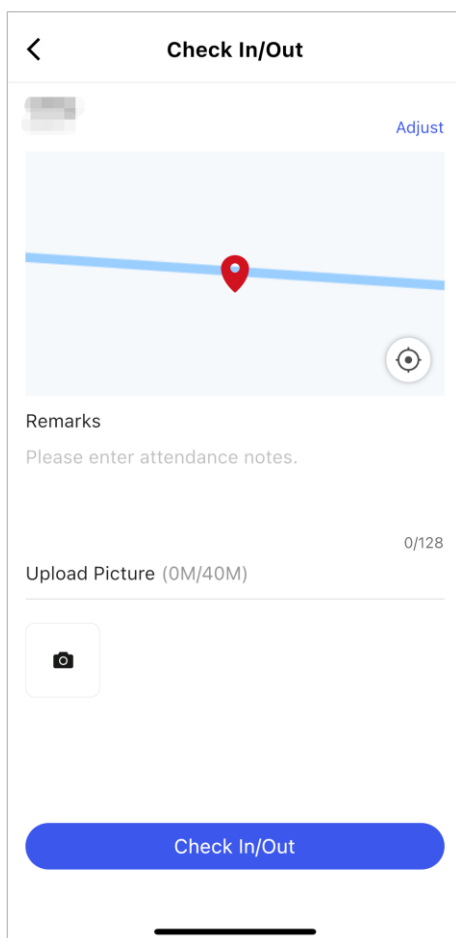 Check In/Out
Adjust
Remarks
Please enter attendance notes.
0/128
Upload Picture (0M/40M)
Check In/Out